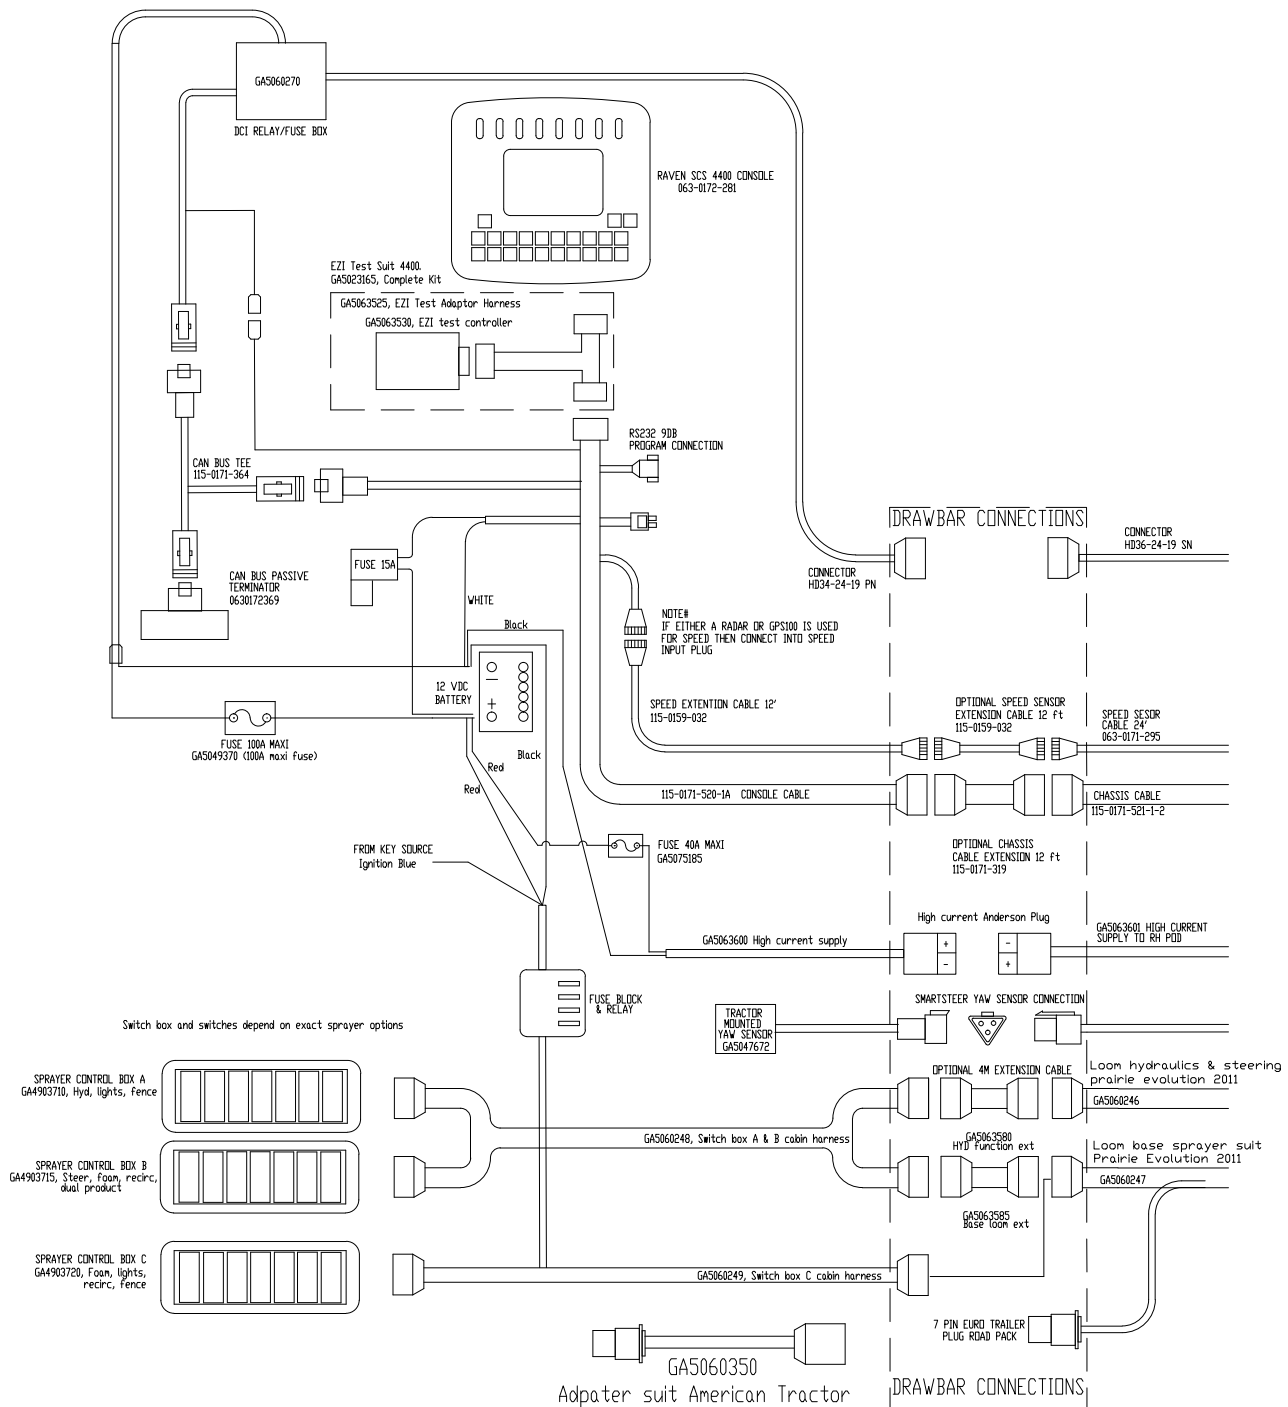 GA5060270
DCI RELAY/FUSE BOX
RAVEN SCS 4400 CONSOLE
063-0172-281
EZI Test Suit 4400.
GA5023165, Complete Kit
GA5063525, EZI Test Adaptor Harness
GA5063530, EZI test controller
RS232 9DB
PROGRAM CONNECTION
CAN BUS TEE
115-0171-364
DRAWBAR CONNECTIONS
CONNECTOR
HD36-24-19 SN
CONNECTOR
HD34-24-19 PN
FUSE 15A
CAN BUS PASSIVE
TERMINATOR
0630172369
WHITE
Black
NOTE#
IF EITHER A RADAR OR GPS100 IS USED
FOR SPEED THEN CONNECT INTO SPEED
INPUT PLUG
12 VDC
BATTERY
− 
+
SPEED EXTENTION CABLE 12'
115-0159-032
OPTIONAL SPEED SENSOR
EXTENSION CABLE 12 ft
115-0159-032
SPEED SESOR
CABLE 24'
063-0171-295
FUSE 100A MAXI
GA5049370 (100A maxi fuse)
Black
Red
Red
115-0171-520-1A CONSOLE CABLE
CHASSIS CABLE
115-0171-521-1-2
FROM KEY SOURCE
Ignition Blue
FUSE 40A MAXI
GA5075185
OPTIONAL CHASSIS
CABLE EXTENSION 12 ft
115-0171-319
High current Anderson Plug
GA5063600 High current supply
+
-
-
+
GA5063601 HIGH CURRENT
SUPPLY TO RH POD
FUSE BLOCK
& RELAY
SMARTSTEER YAW SENSOR CONNECTION
TRACTOR
MOUNTED
YAW SENSOR
GA5047672
Switch box and switches depend on exact sprayer options
SPRAYER CONTROL BOX A
GA4903710, Hyd, lights, fence
OPTIONAL 4M EXTENSION CABLE
Loom hydraulics & steering
prairie evolution 2011
GA5060246
GA5060248, Switch box A & B cabin harness
GA5063580
HYD function ext
SPRAYER CONTROL BOX B
GA4903715, Steer, foam, recirc,
dual product
Loom base sprayer suit
Prairie Evolution 2011
GA5060247
GA5063585
Base loom ext
SPRAYER CONTROL BOX C
GA4903720, Foam, lights,
recirc, fence
GA5060249, Switch box C cabin harness
7 PIN EURO TRAILER
PLUG ROAD PACK
GA5060350
Adpater suit American Tractor
DRAWBAR CONNECTIONS